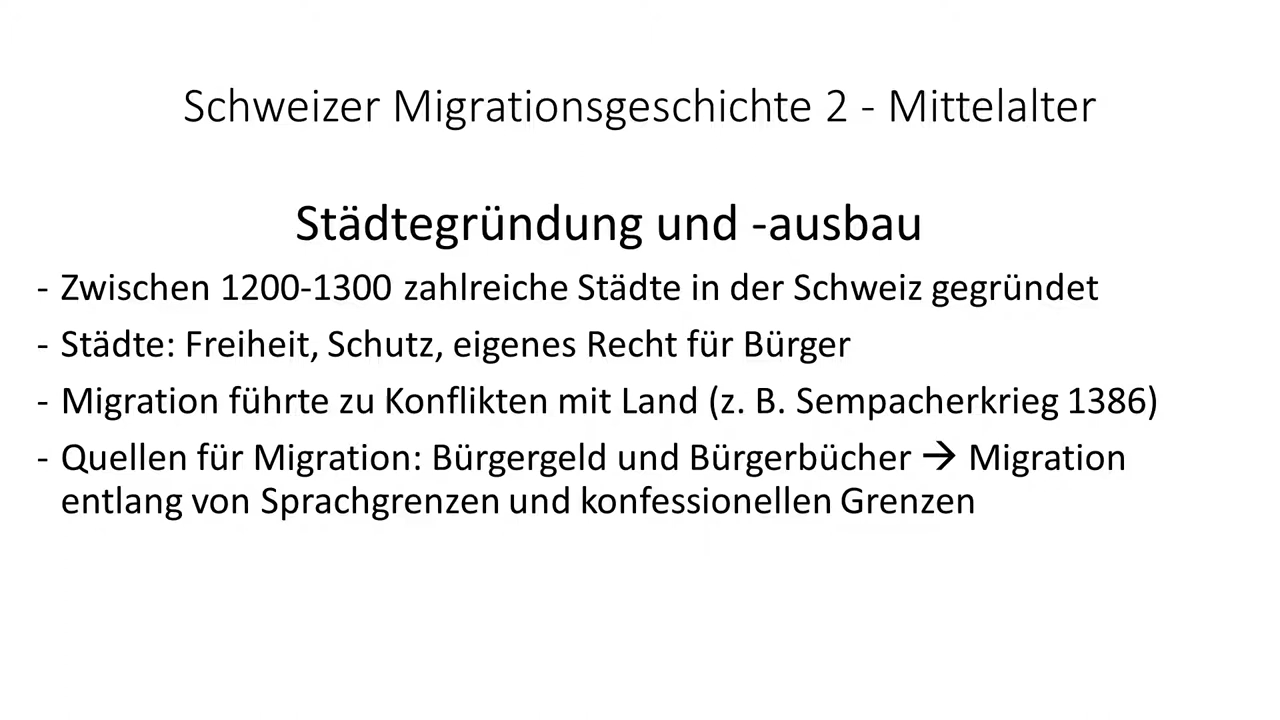 Schweizer Migrationsgeschichte 2 - Mittelalter
Städtegründung und -ausbau
- Zwischen 1200-1300 zahlreiche Städte in der Schweiz gegründet
- Städte: Freiheit, Schutz, eigenes Recht für Bürger
- Migration führte zu Konflikten mit Land (z. B. Sempacherkrieg 1386)
- Quellen für Migration: Bürgergeld und Bürgerbücher → Migration
entlang von Sprachgrenzen und konfessionellen Grenzen